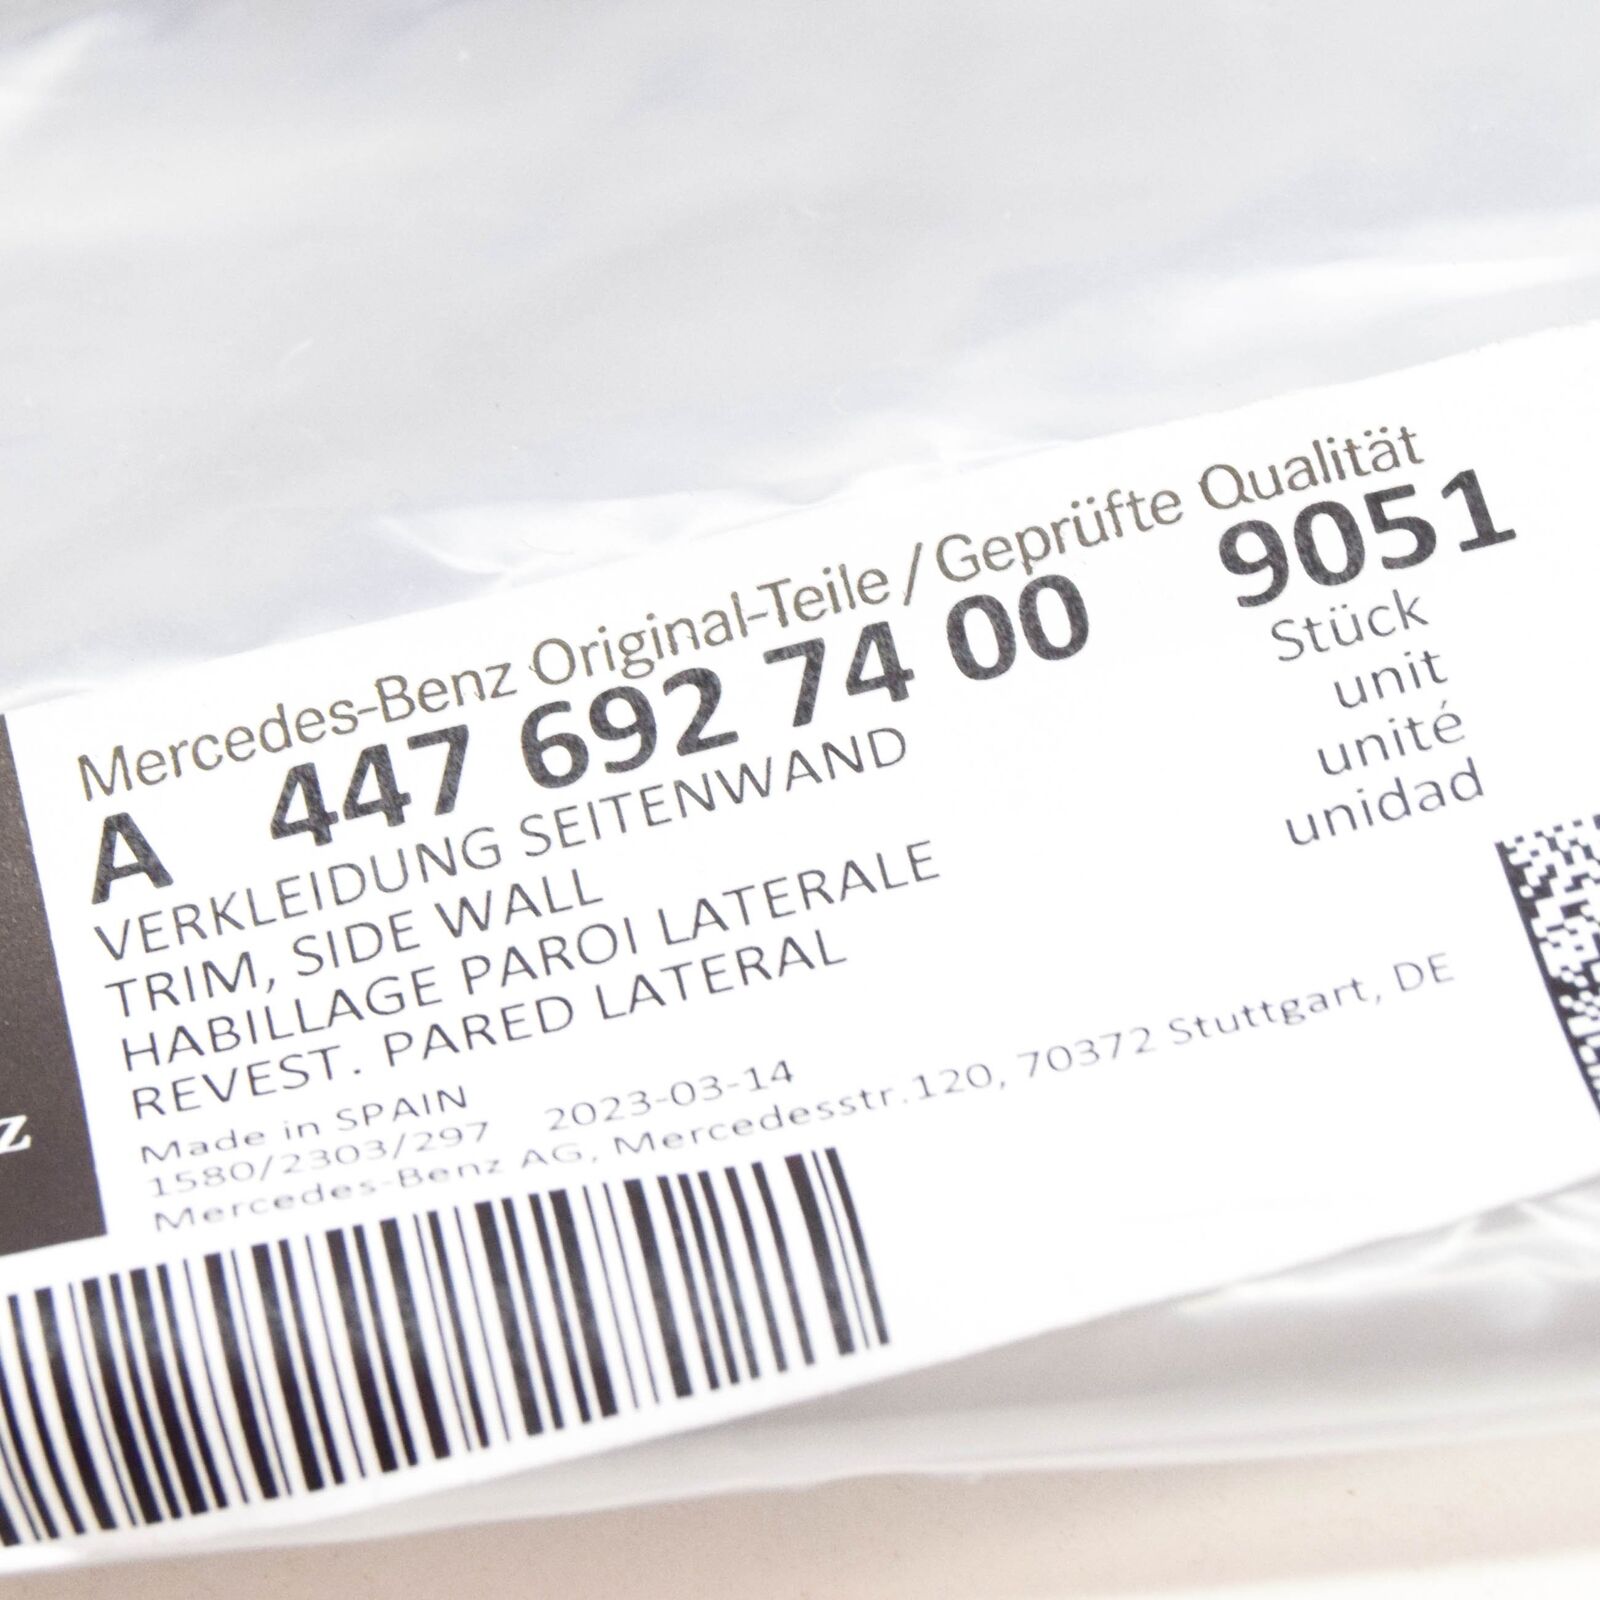 Mercedes-Benz Original-Teile / Geprüfte Qualität
A 447 692 74 00 9051
VERKLEIDUNG SEITENWAND
TRIM, SIDE WALL
HABILLAGE PAROI LATERALE
REVEST. PARED LATERAL
Stück
unit
unité
unidad
Made in SPAIN
1580/2303/297 2023-03-14
Mercedes-Benz AG, Mercedesstr.120, 70372 Stuttgart, DE
z